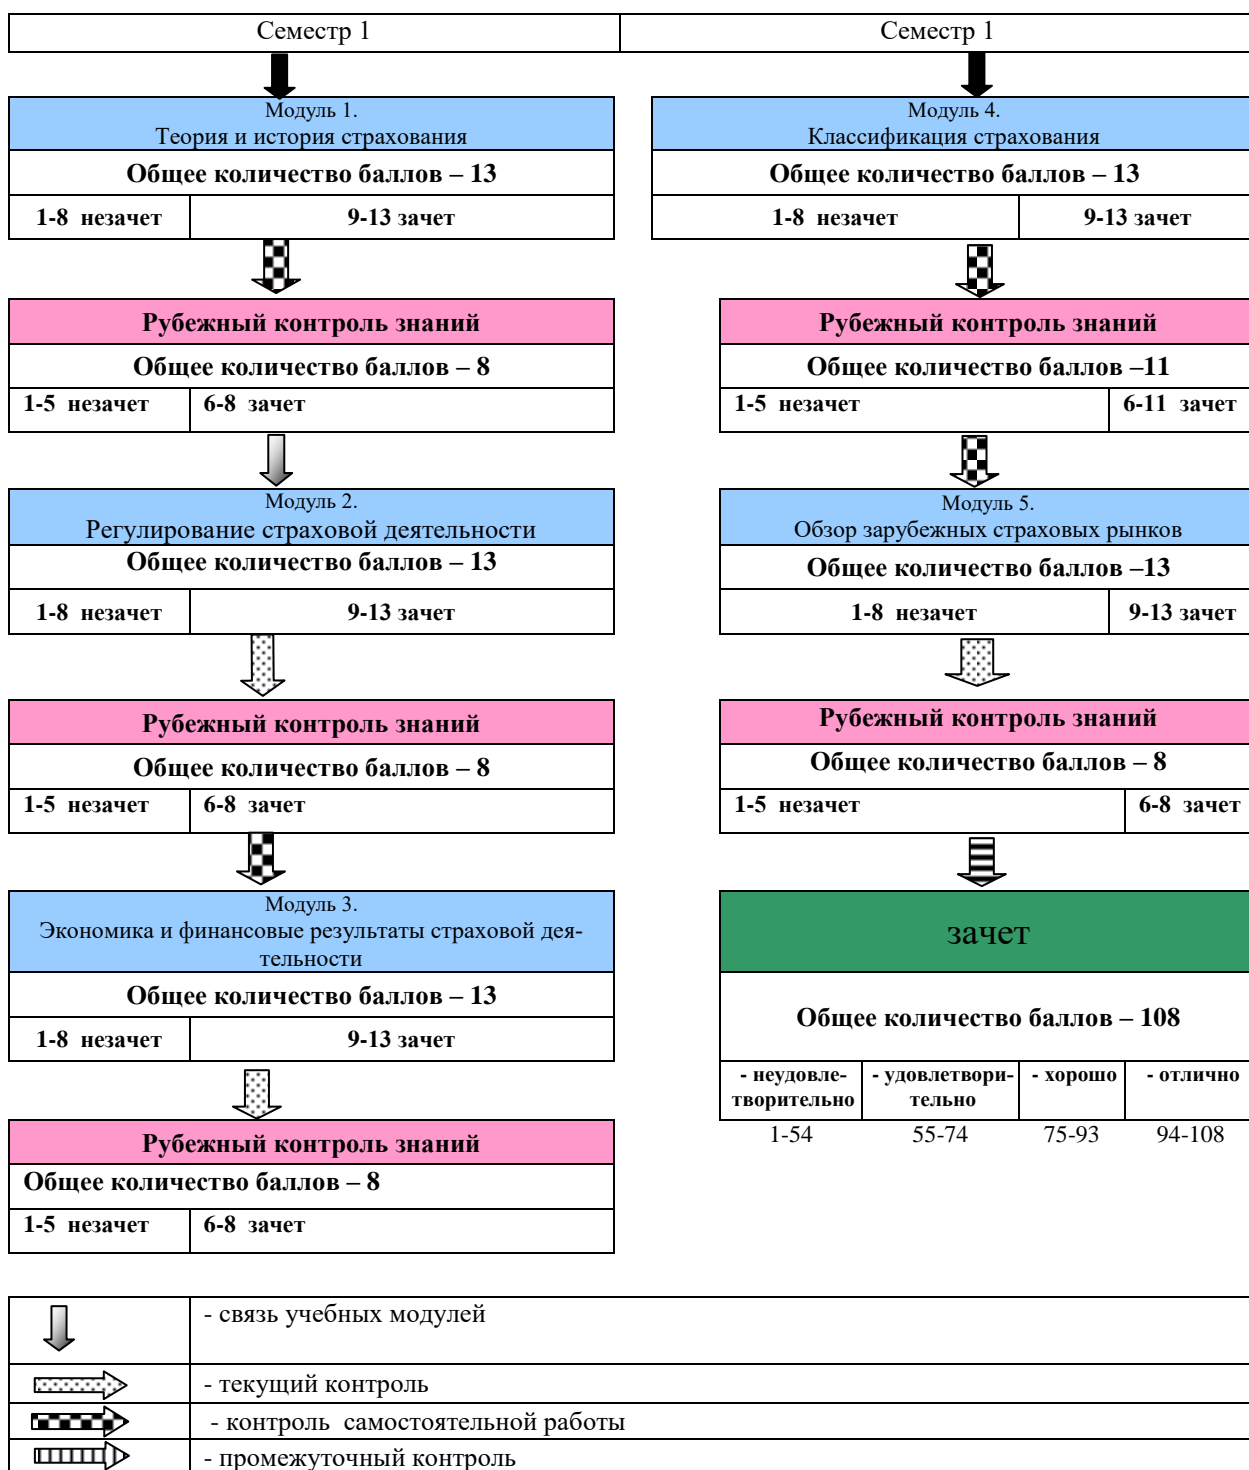 Семестр 1
Семестр 1
Модуль 1.
Теория и история страхования
Общее количество баллов – 13
1-8 незачет
9-13 зачет
Рубежный контроль знаний
Общее количество баллов – 8
1-5 незачет
6-8 зачет
Модуль 2.
Регулирование страховой деятельности
Общее количество баллов – 13
1-8 незачет
9-13 зачет
Рубежный контроль знаний
Общее количество баллов – 8
1-5 незачет
6-8 зачет
Модуль 3.
Экономика и финансовые результаты страховой дея-
тельности
Общее количество баллов – 13
1-8 незачет
9-13 зачет
Рубежный контроль знаний
Общее количество баллов – 8
1-5 незачет
6-8 зачет
Модуль 4.
Классификация страхования
Общее количество баллов – 13
1-8 незачет
9-13 зачет
Рубежный контроль знаний
Общее количество баллов –11
1-5 незачет
6-11 зачет
Модуль 5.
Обзор зарубежных страховых рынков
Общее количество баллов –13
1-8 незачет
9-13 зачет
Рубежный контроль знаний
Общее количество баллов – 8
1-5 незачет
6-8 зачет
зачет
Общее количество баллов – 108
- неудовле-
творительно
- удовлетвори-
тельно
- хорошо
- отлично
1-54
55-74
75-93
94-108
- связь учебных модулей
- текущий контроль
- контроль самостоятельной работы
- промежуточный контроль